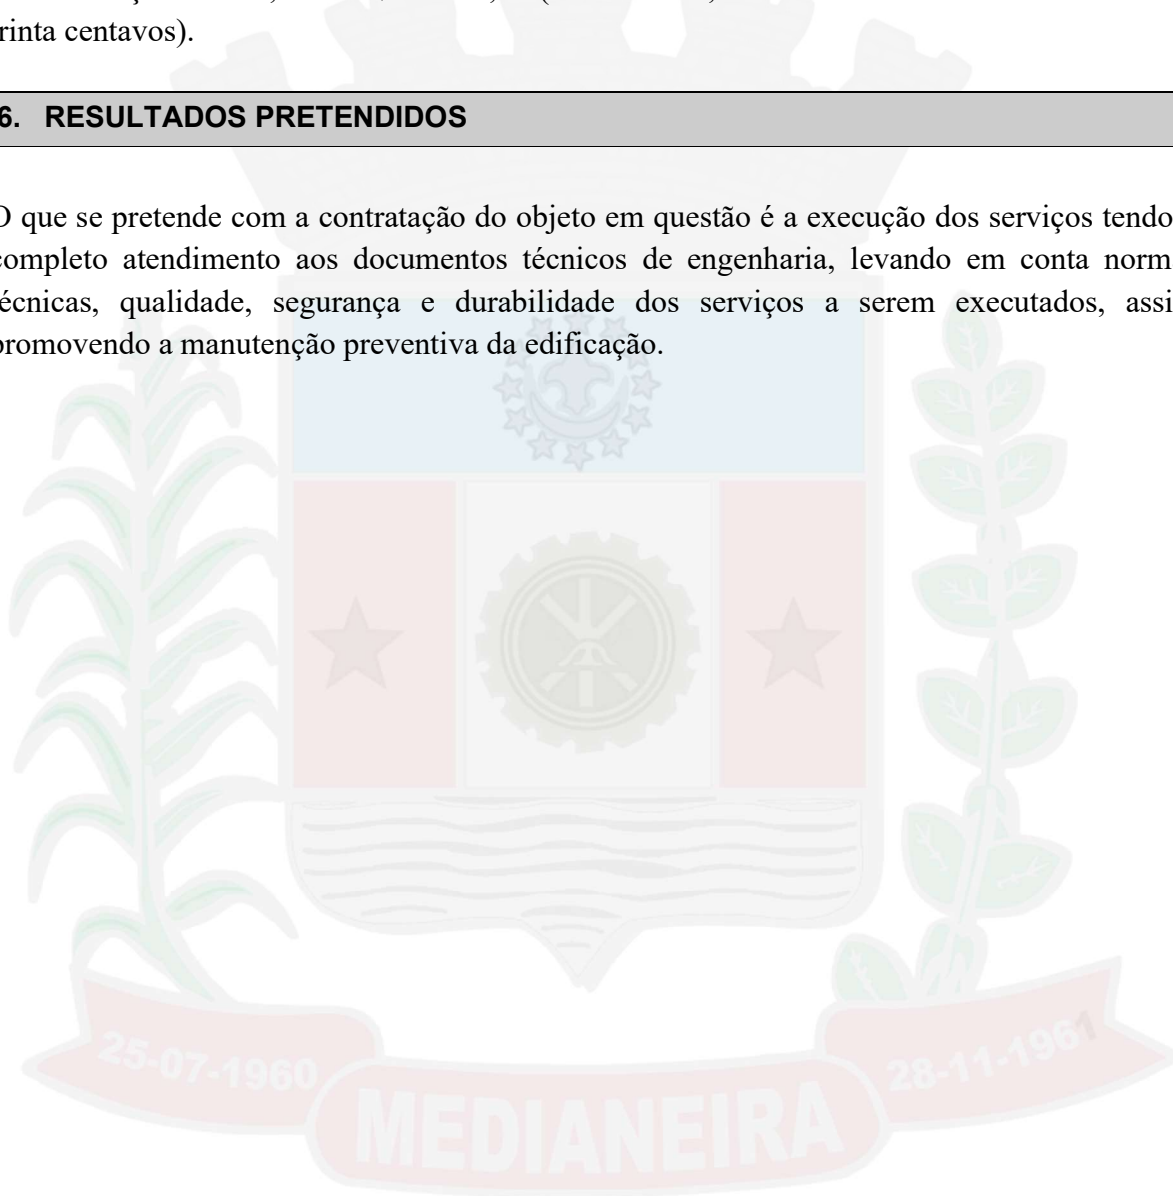 rinta centavos).
6. RESULTADOS PRETENDIDOS
O que se pretende com a contratação do objeto em questão é a execução dos serviços tendo
completo atendimento aos documentos técnicos de engenharia, levando em conta norm
écnicas, qualidade, segurança e durabilidade dos serviços a serem executados, assi
promovendo a manutenção preventiva da edificação.
25-07-1960
28-11-1961
MEDIANEIRA